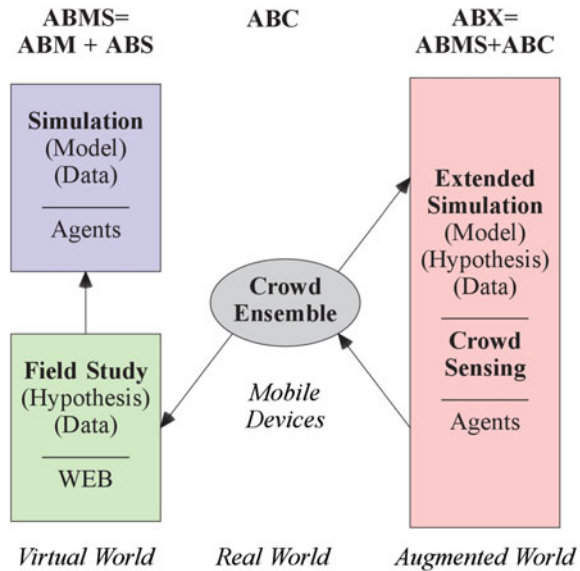 ABMS=
ABM + ABS
ABC
ABX=
ABMS+ABC
Simulation
(Model)
(Data)
Agents
Field Study
(Hypothesis)
(Data)
WEB
Crowd
Ensemble
Mobile
Devices
Extended
Simulation
(Model)
(Hypothesis)
(Data)
Crowd
Sensing
Agents
Virtual World
Real World
Augmented World